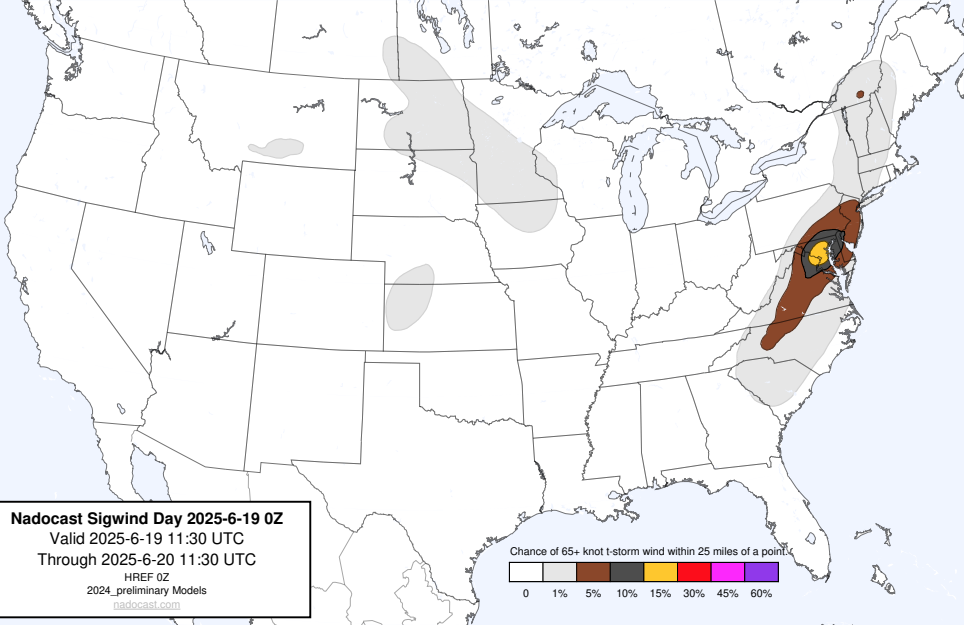 Nadocast Sigwind Day 2025-6-19 0Z
Valid 2025-6-19 11:30 UTC
Through 2025-6-20 11:30 UTC
HREF 0Z
2024_preliminary Models
nadocast.com
Chance of 65+ knot t-storm wind within 25 miles of a point.
0 1% 5% 10% 15% 30% 45% 60%